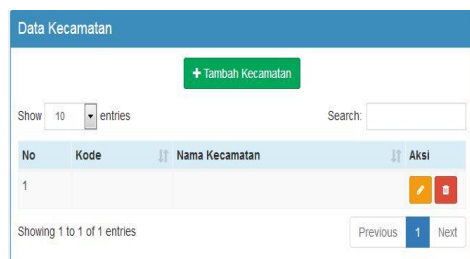 Data Kecamatan
+ Tambah Kecamatan
Show 10 entries Search:
No Kode Nama Kecamatan Aksi
1
Showing 1 to 1 of 1 entries Previous 1 Next